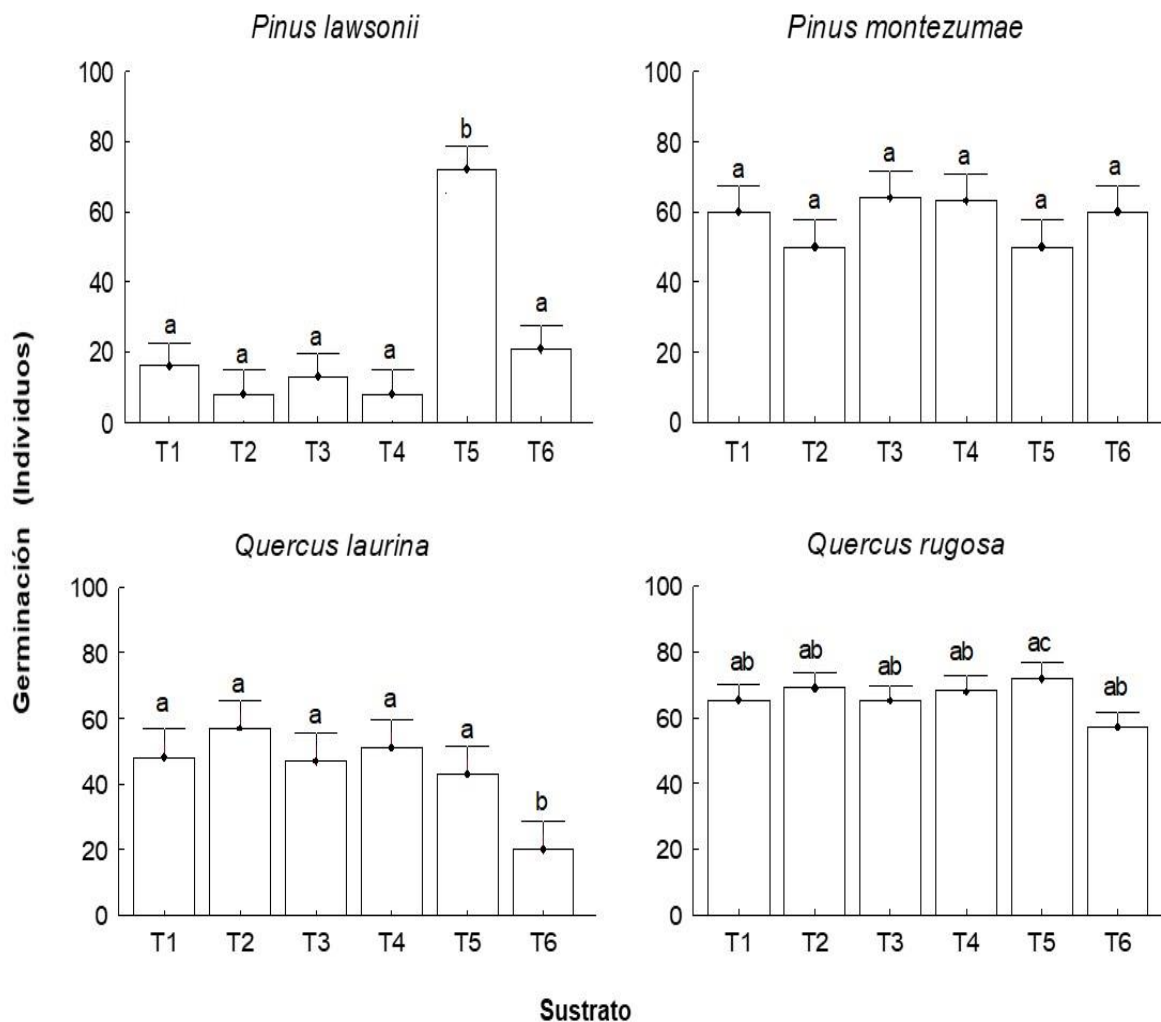 Pinus lawsonii
Pinus montezumae
100
80
60
40
20
0
b
a
a
a
a
a
T1 T2 T3 T4 T5 T6
100
80
60
40
20
0
a
a
a
a
a
a
T1 T2 T3 T4 T5 T6
Germinación (Individuos)
Quercus laurina
Quercus rugosa
100
80
60
40
20
0
a
a
a
a
a
b
T1 T2 T3 T4 T5 T6
100
80
60
40
20
0
ab
ab
ab
ab
ac
ab
T1 T2 T3 T4 T5 T6
Sustrato